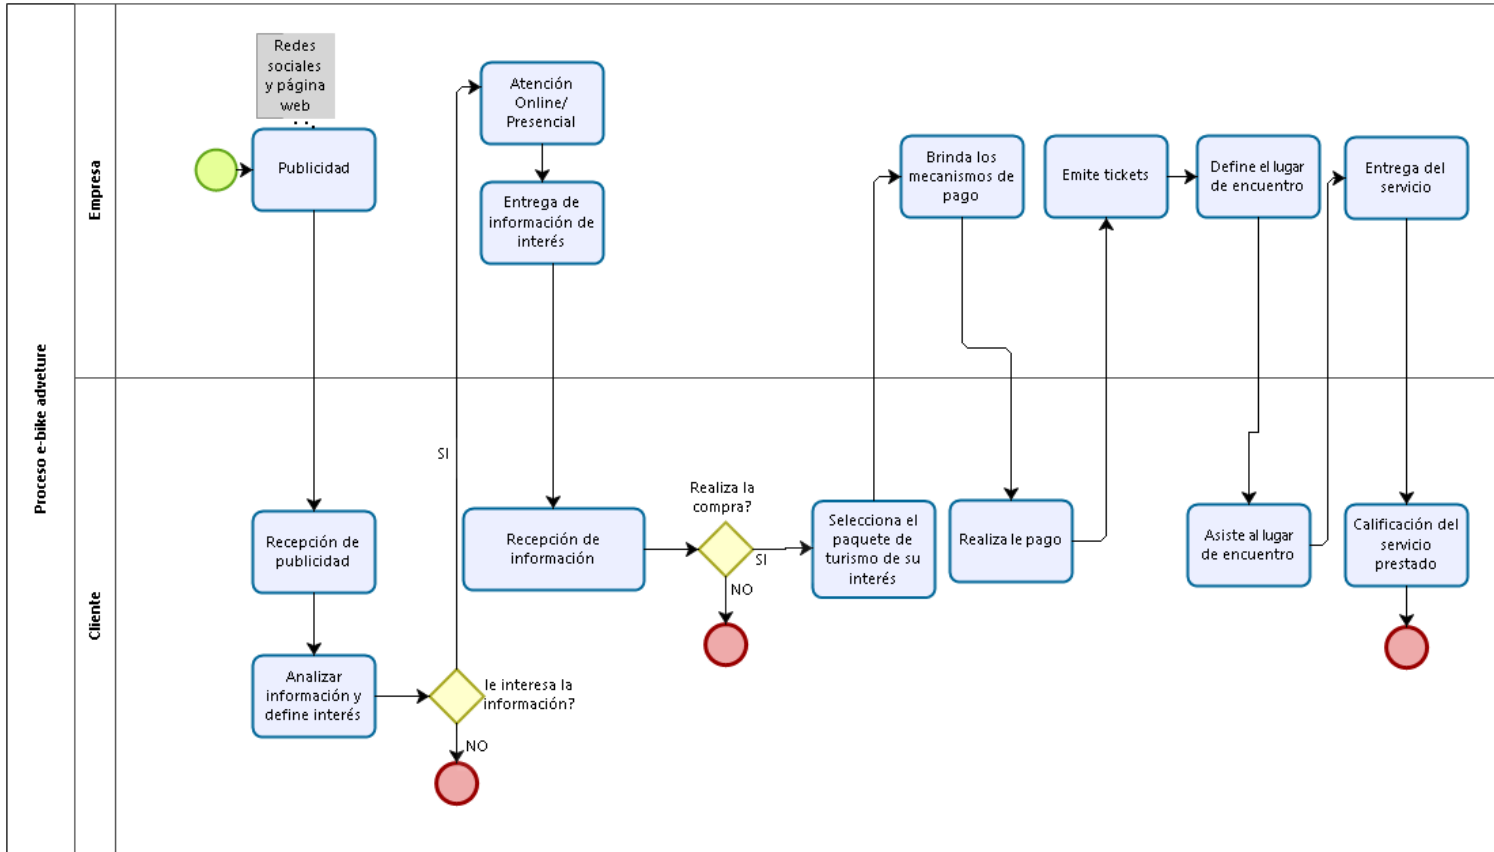 Proceso e-bike adveture
Empresa
Cliente
Redes
sociales
y página
web
Publicidad
Recepción de
publicidad
Analizar
información y
define interés
le interesa la
información?
SI
NO
Atención
Online/
Presencial
Entrega de
información de
interés
Recepción de
información
Realiza la
compra?
SI
NO
Selecciona el
paquete de
turismo de su
interés
Brinda los
mecanismos de
pago
Realiza le pago
Emite tickets
Define el lugar
de encuentro
Asiste al lugar
de encuentro
Entrega del
servicio
Calificación del
servicio
prestado